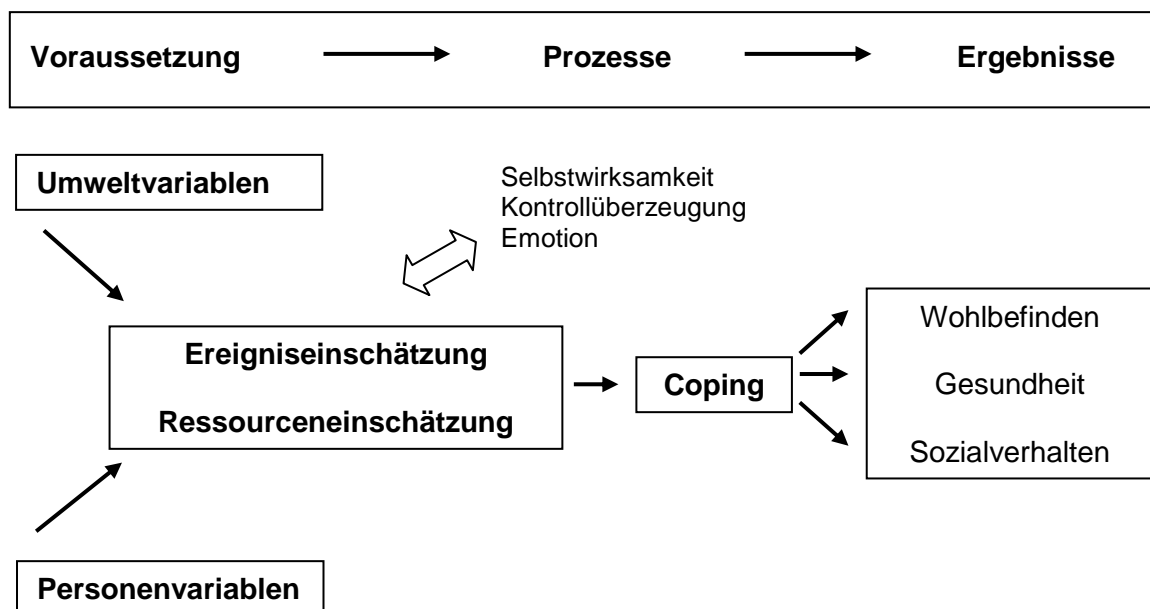 Voraussetzung Prozesse Ergebnisse
Umweltvariablen
Selbstwirksamkeit
Kontrollüberzeugung
Emotion
Ereigniseinschätzung
Ressourceneinschätzung
Coping
Wohlbefinden
Gesundheit
Sozialverhalten
Personenvariablen